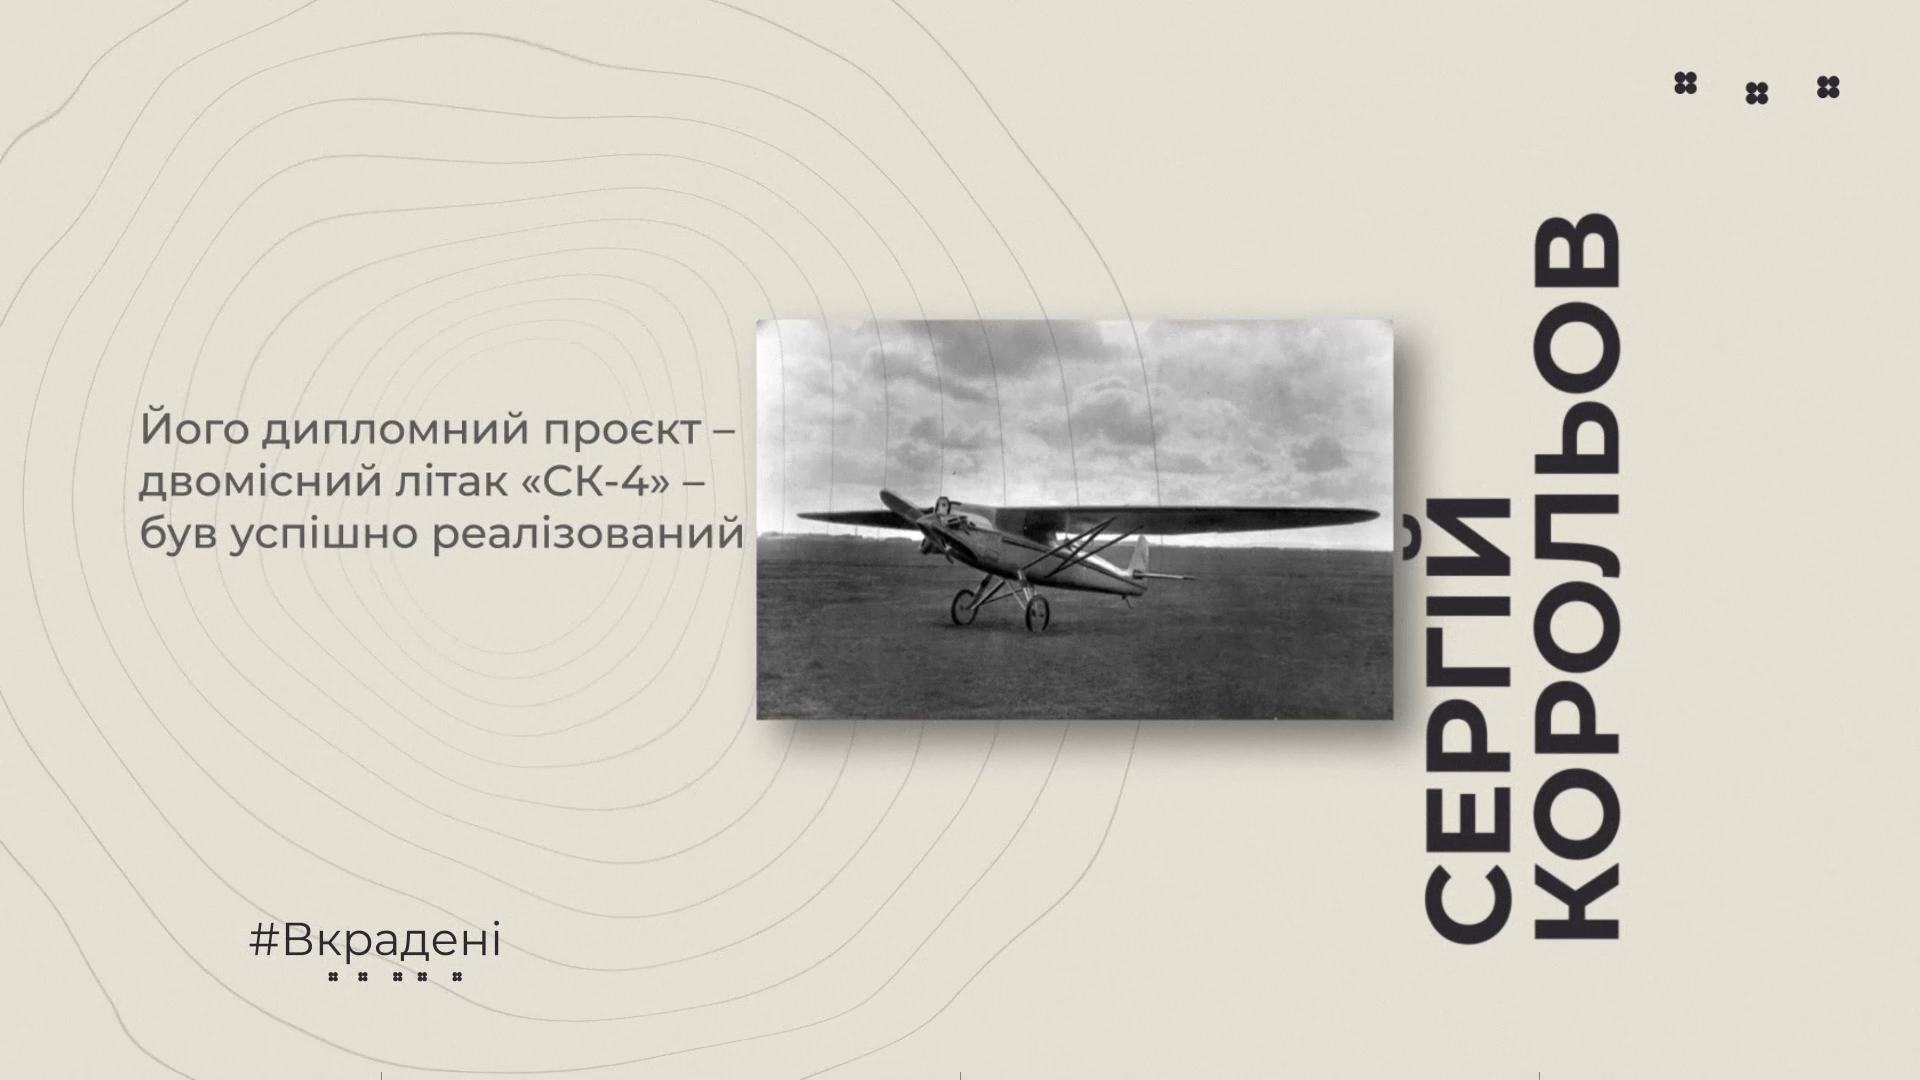 Його дипломний проєкт –
двомісний літак «СК-4» –
був успішно реалізований
СЕРГІЙ
КОРОЛЬОВ
#Вкрадені